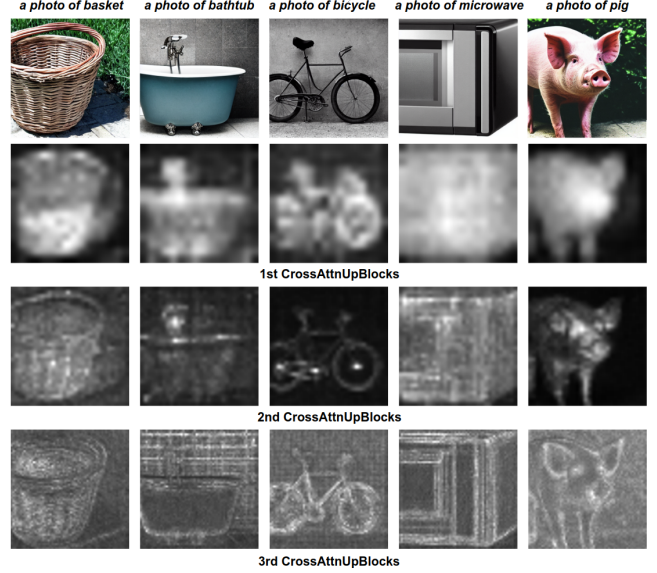 a photo of basket a photo of bathtub a photo of bicycle a photo of microwave a photo of pig
1st CrossAttnUpBlocks
2nd CrossAttnUpBlocks
3rd CrossAttnUpBlocks